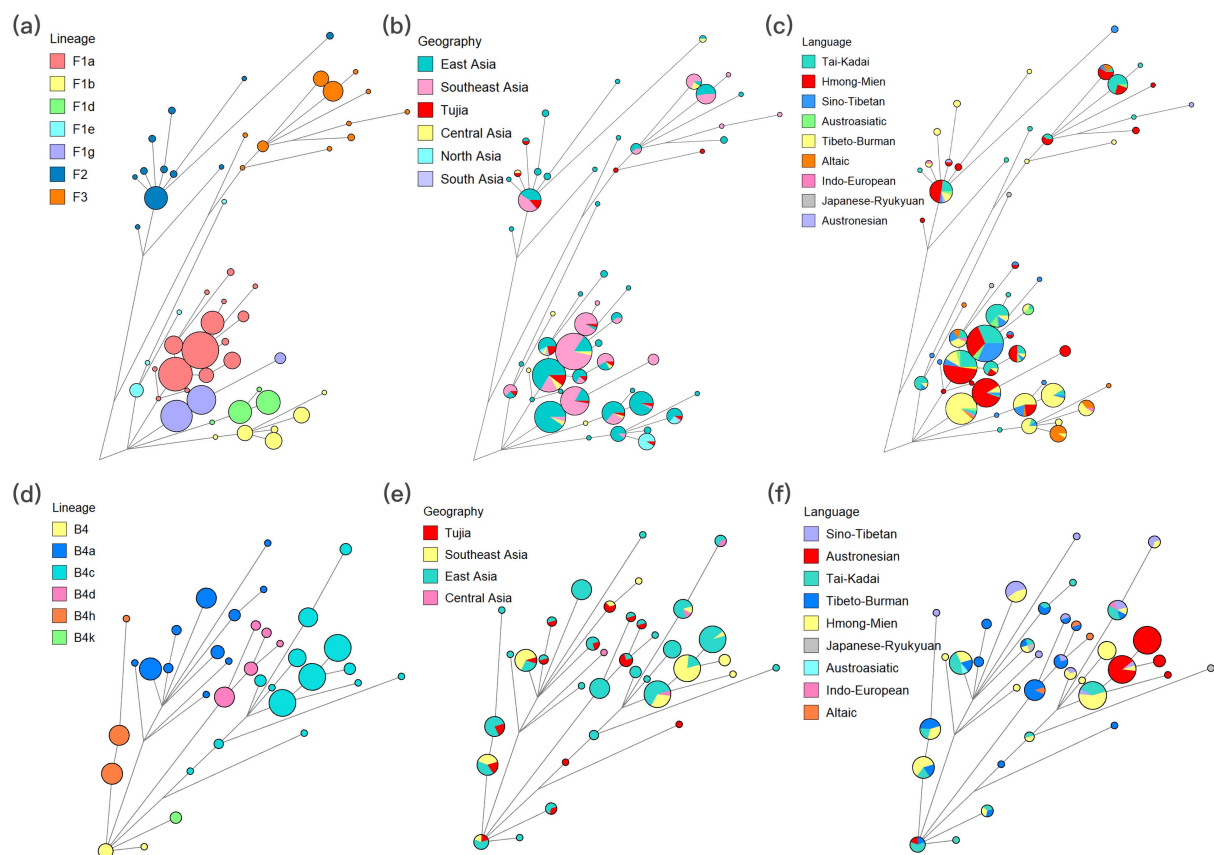 (a)
Lineage
F1a
F1b
F1d
F1e
F1g
F2
F3
(b)
Geography
East Asia
Southeast Asia
Tujia
Central Asia
North Asia
South Asia
(c)
Language
Tai-Kadai
Hmong-Mien
Sino-Tibetan
Austroasiatic
Tibeto-Burman
Altaic
Indo-European
Japanese-Ryukyuan
Austronesian
(d)
Lineage
B4
B4a
B4c
B4d
B4h
B4k
(e)
Geography
Tujia
Southeast Asia
East Asia
Central Asia
(f)
Language
Sino-Tibetan
Austronesian
Tai-Kadai
Tibeto-Burman
Hmong-Mien
Japanese-Ryukyuan
Austroasiatic
Indo-European
Altaic